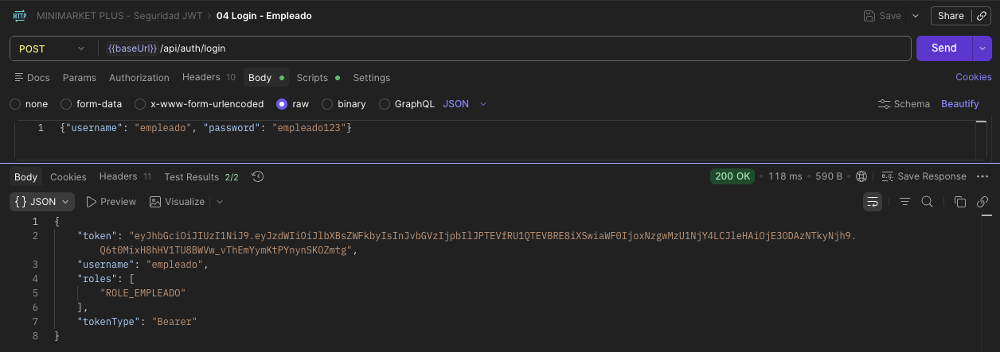 HTTP MINIMARKET PLUS - Seguridad JWT > 04 Login - Empleado Save Share
POST {{baseUrl}}/api/auth/login Send
Docs Params Authorization Headers 10 Body Scripts Settings Cookies
none form-data x-www-form-urlencoded raw binary GraphQL JSON Schema Beautify
1 {"username": "empleado", "password": "empleado123"}
Body Cookies Headers 11 Test Results 2/2 200 OK • 118 ms • 590 B • e.g. Save Response
{} JSON Preview Visualize
1 {
2 "token": "eyJhbGciOiJIUzI1NiJ9.eyJzdWIiOiJlbXBsZWFkbyIsInJvbGVzIjpbIlJPTEVfRU1QTEVBRE8iXSwiaWF0IjoxNzgwMzU1NjY4LCJleHAiOjE3ODAzNTkyNjh9.
Q6t0MixH8hHV1TU8BWVw_vThEmYymKtPYnynSKOZmtg",
3 "username": "empleado",
4 "roles": [
5 "ROLE_EMPLEADO"
6 ],
7 "tokenType": "Bearer"
8 }